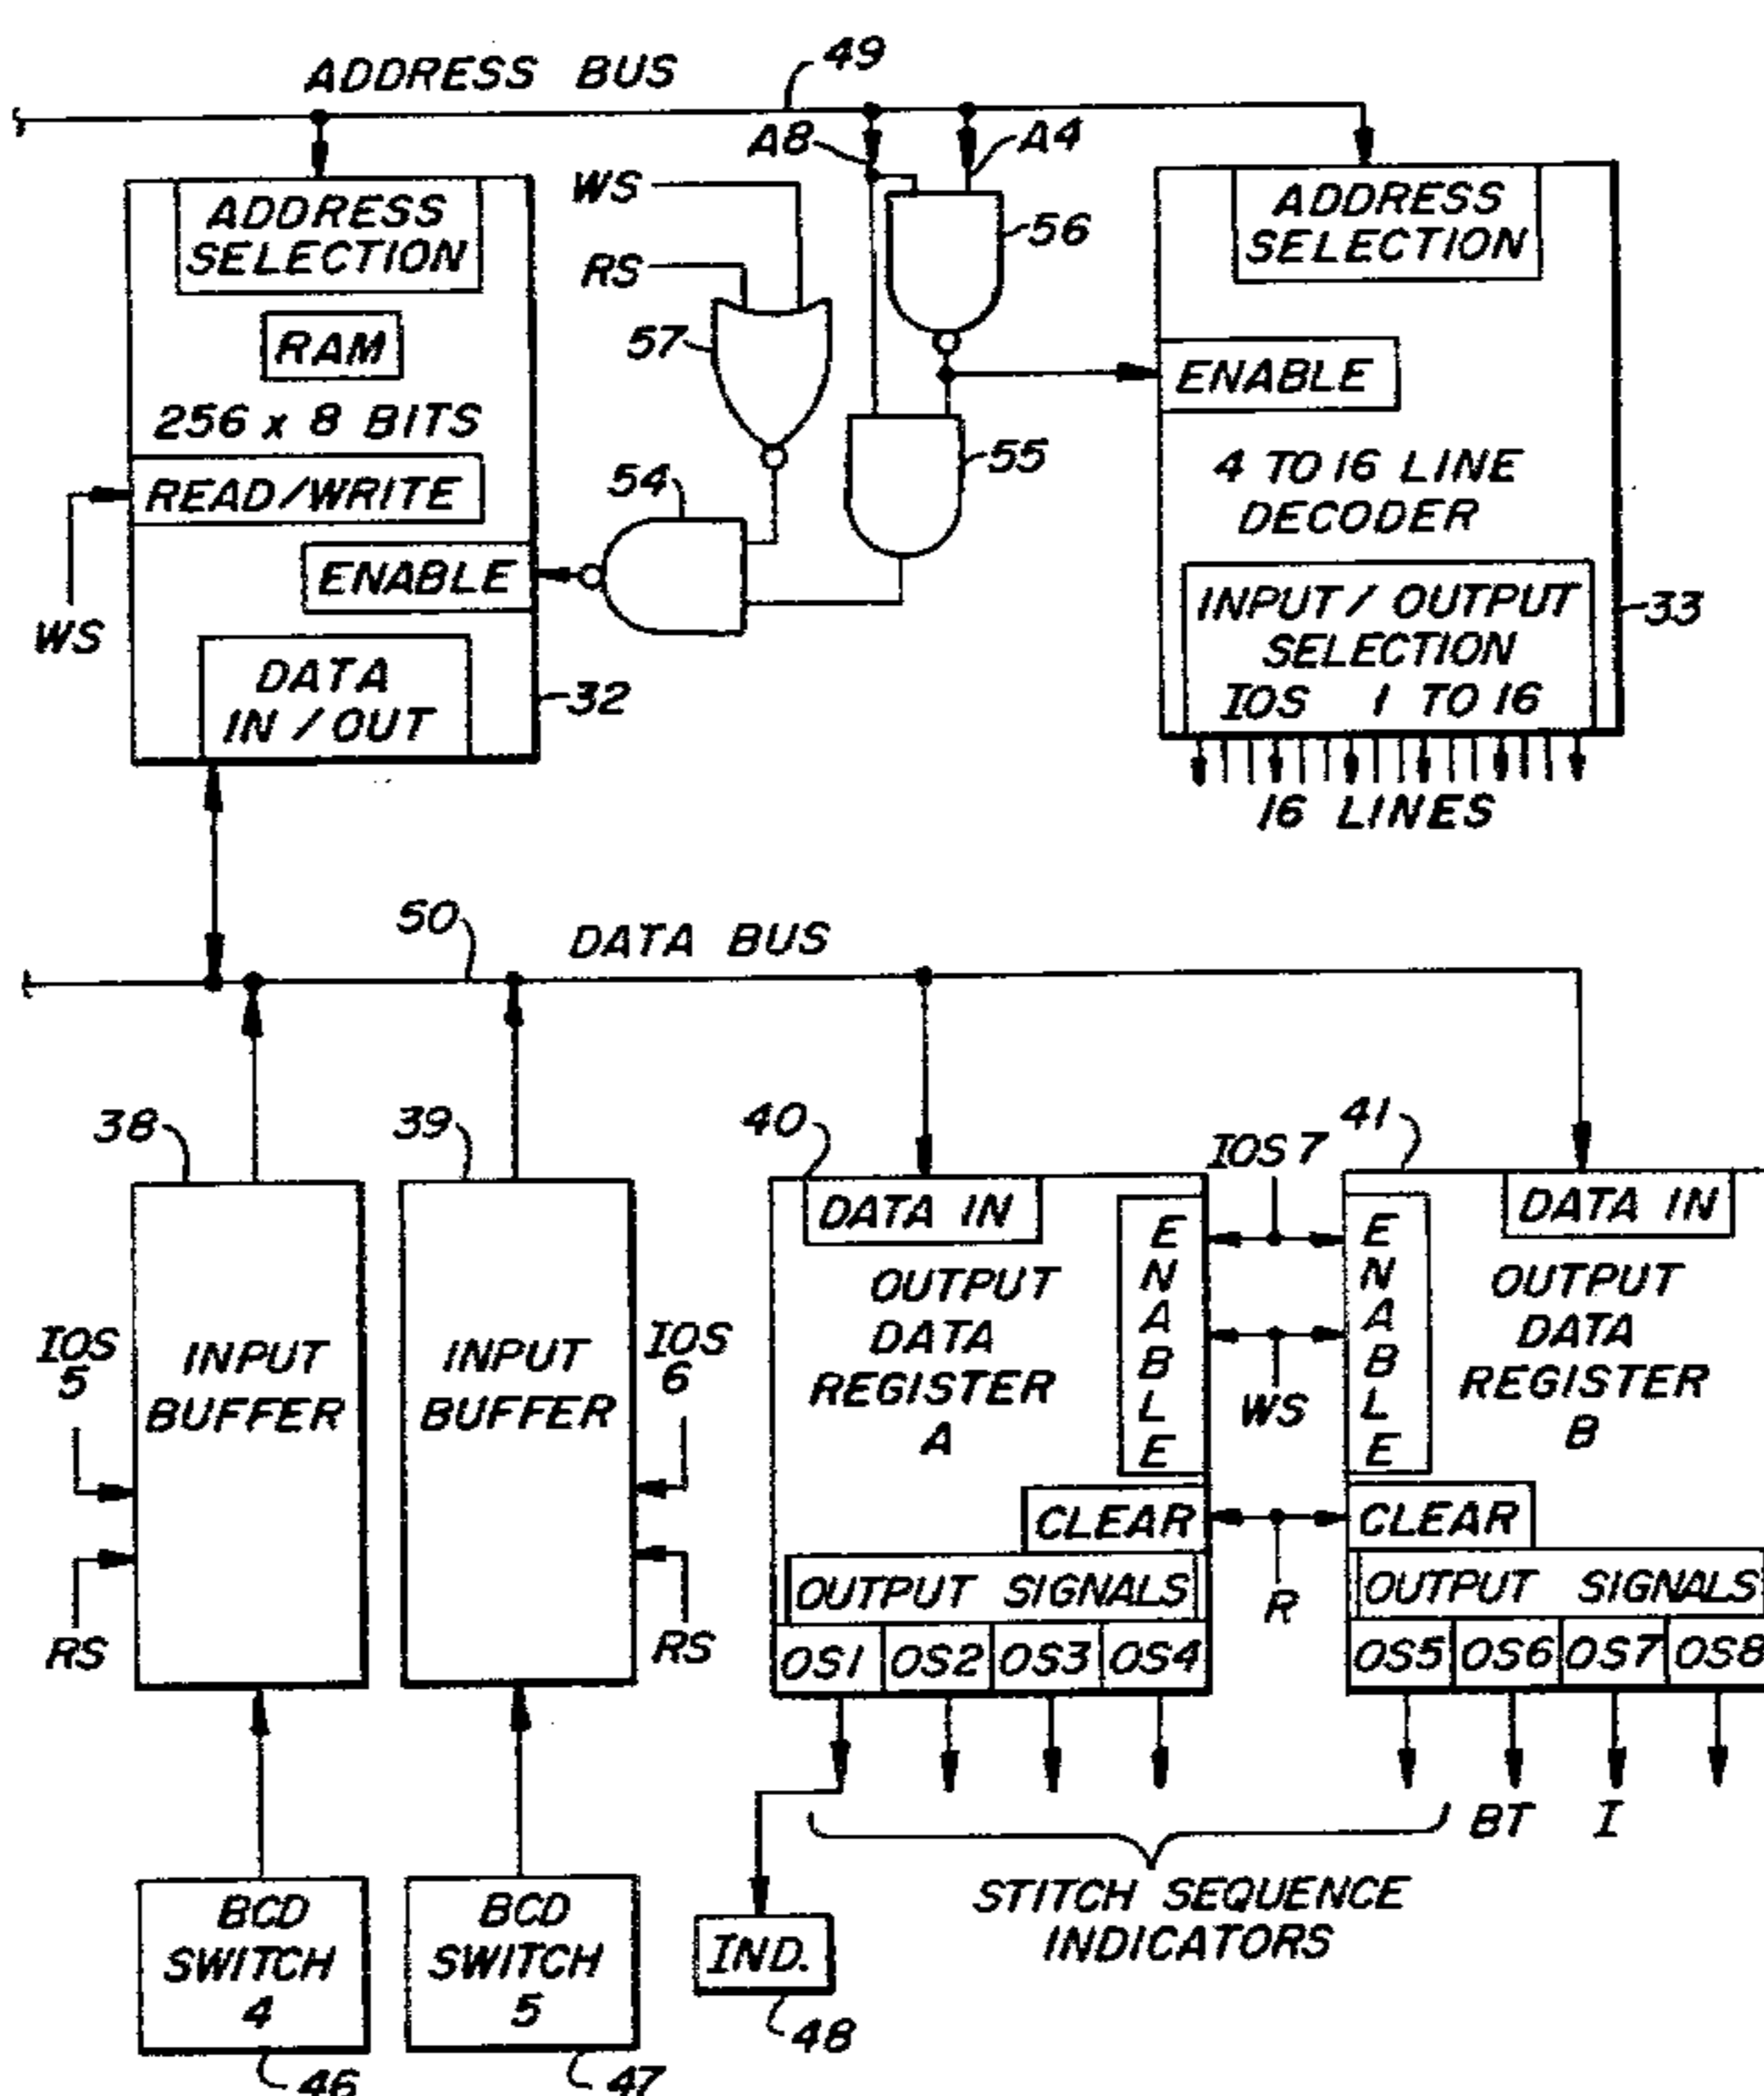 ADDRESS BUS
49
A8
A4
WS
RS
57
56
55
54
ADDRESS
SELECTION
RAM
256 x 8 BITS
READ/WRITE
ENABLE
WS
DATA
IN / OUT
32
ADDRESS
SELECTION
ENABLE
4 TO 16 LINE
DECODER
INPUT / OUTPUT
SELECTION
IOS 1 TO 16
33
16 LINES
50
DATA BUS
38
39
40
41
IOS
5
RS
INPUT
BUFFER
INPUT
BUFFER
IOS
6
RS
DATA IN
OUTPUT
DATA
REGISTER
A
ENABLE
CLEAR
OUTPUT SIGNALS
OS1 OS2 OS3 OS4
IOS 7
WS
R
DATA IN
ENABLE
OUTPUT
DATA
REGISTER
B
CLEAR
OUTPUT SIGNALS
OS5 OS6 OS7 OS8
BT I
STITCH SEQUENCE
INDICATORS
IND.
48
BCD
SWITCH
4
46
BCD
SWITCH
5
47